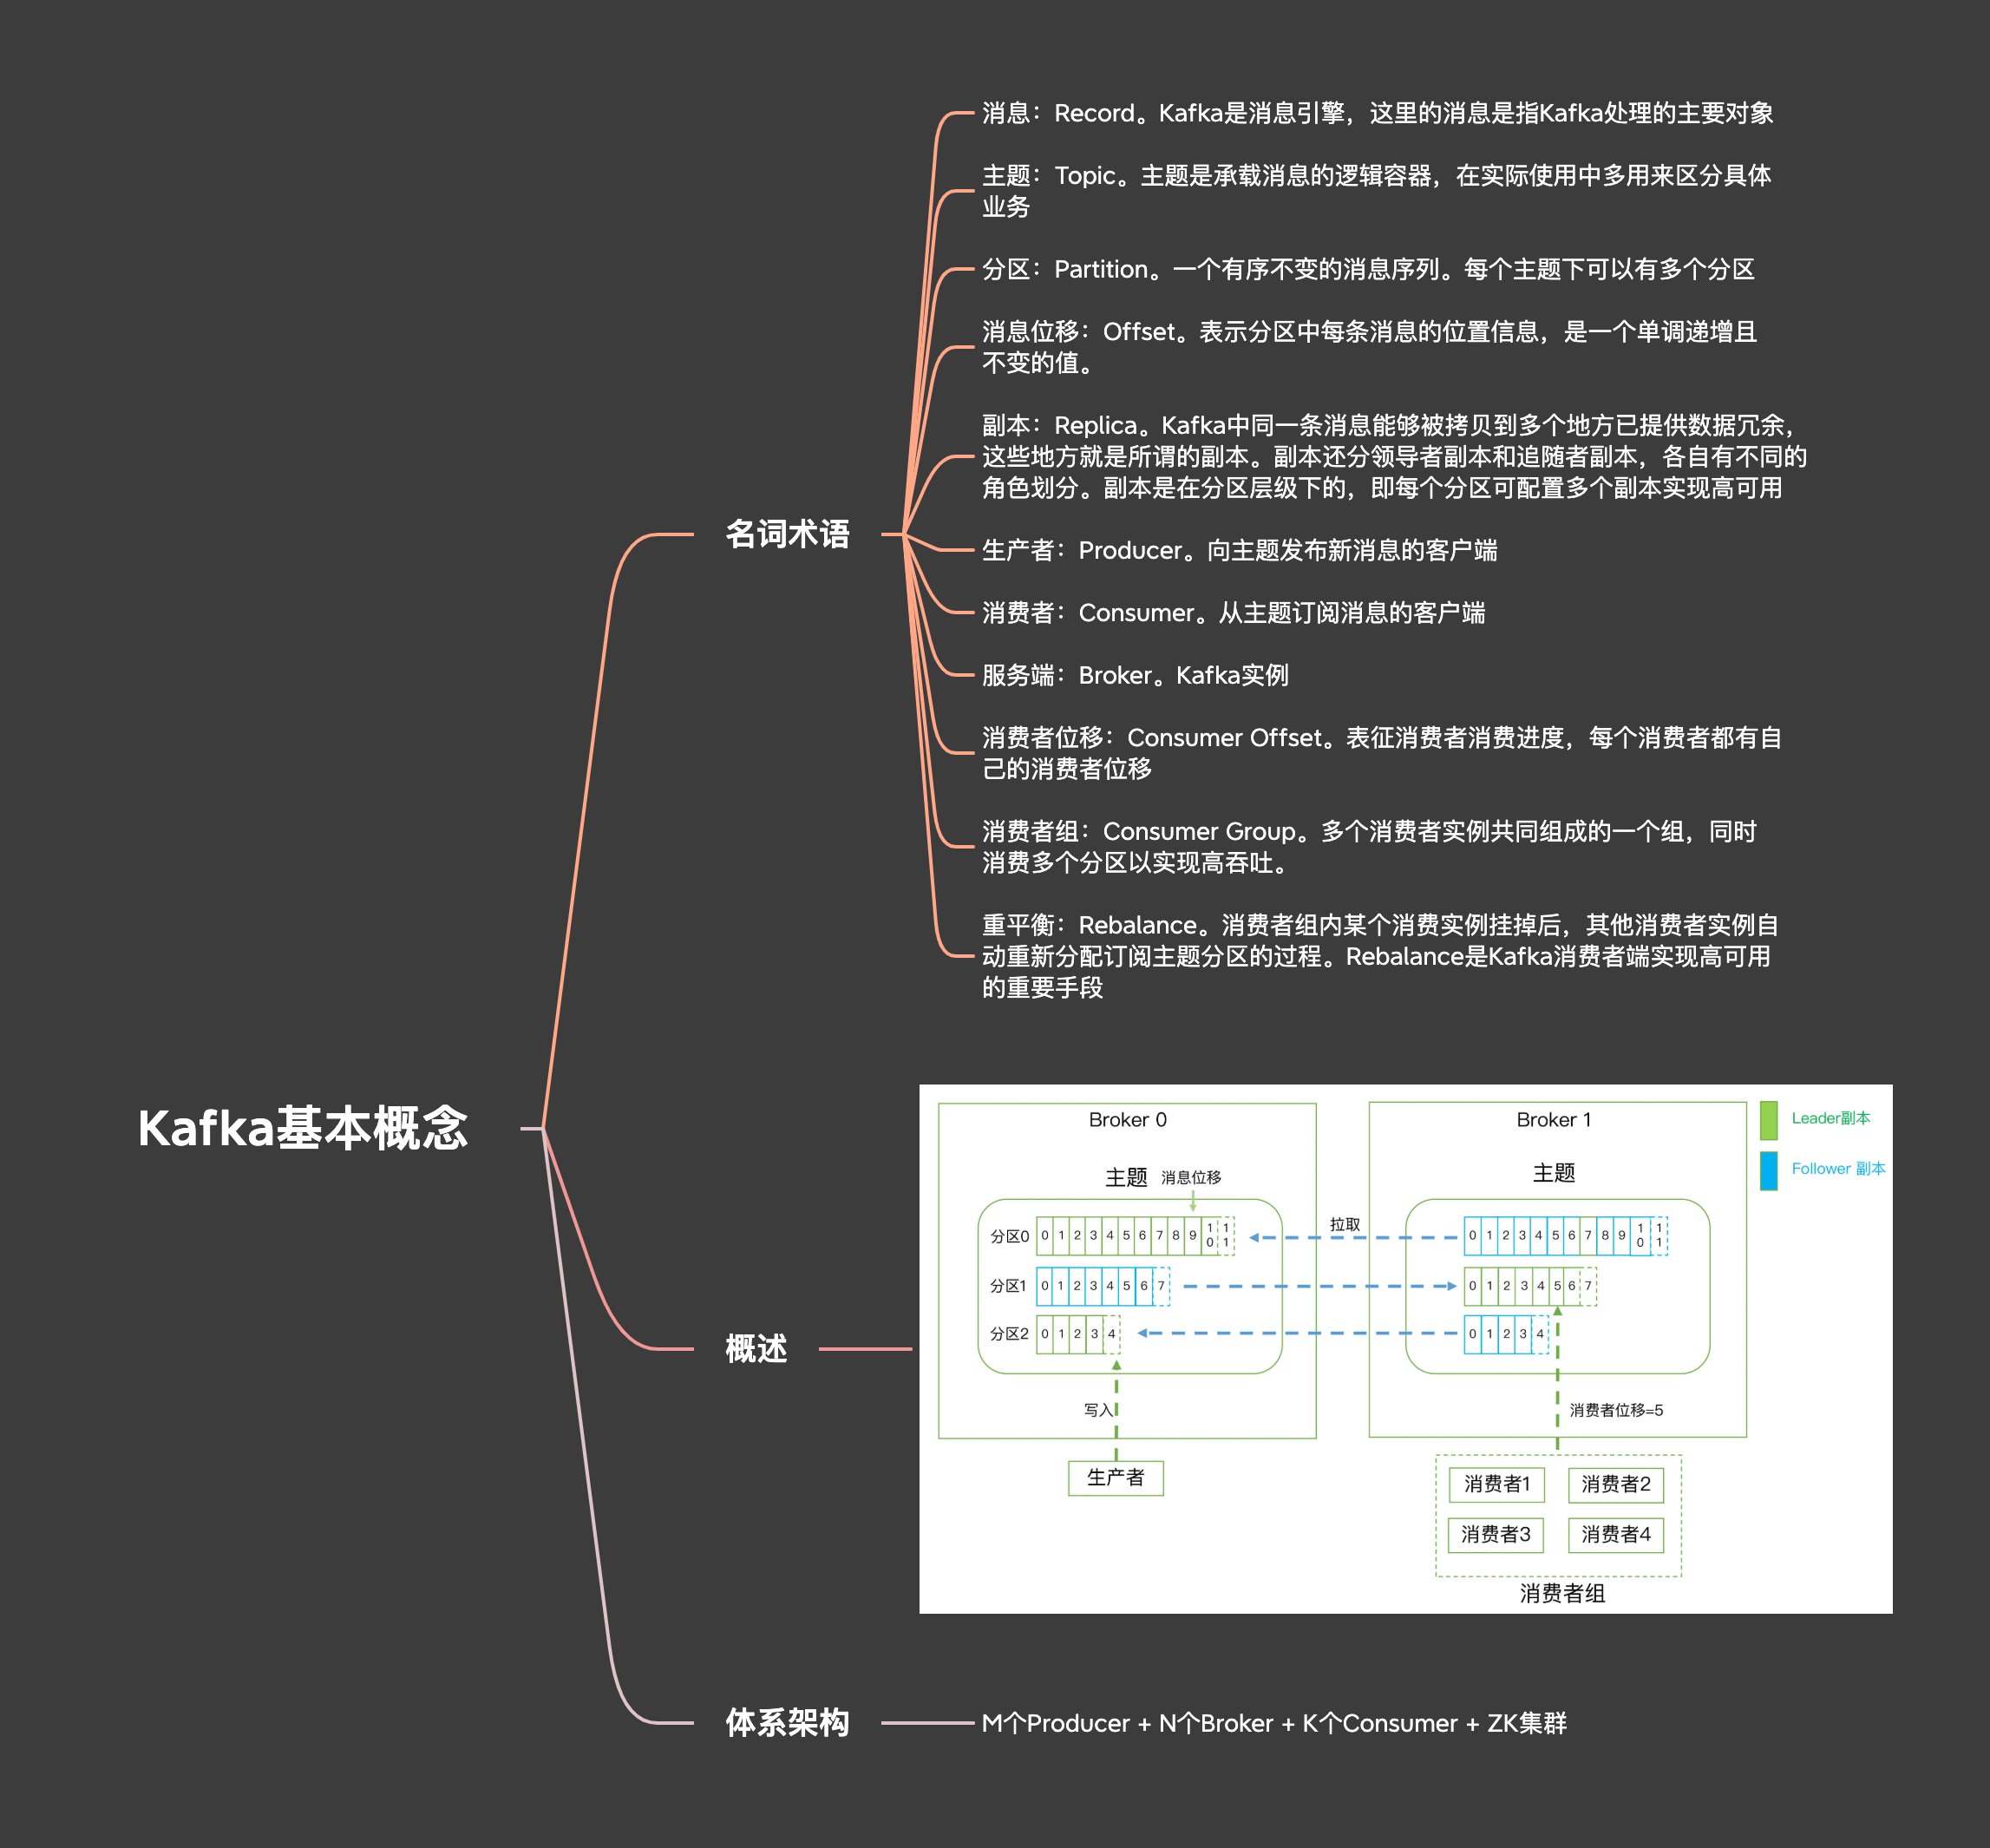 消息：Record。Kafka是消息引擎，这里的消息是指Kafka处理的主要对象
主题：Topic。主题是承载消息的逻辑容器，在实际使用中多用来区分具体
业务
分区：Partition。一个有序不变的消息序列。每个主题下可以有多个分区
消息位移：Offset。表示分区中每条消息的位置信息，是一个单调递增且
不变的值。
副本：Replica。Kafka中同一条消息能够被拷贝到多个地方已提供数据冗余，
这些地方就是所谓的副本。副本还分领导者副本和追随者副本，各自有不同的
角色划分。副本是在分区层级下的，即每个分区可配置多个副本实现高可用
名词术语
生产者：Producer。向主题发布新消息的客户端
消费者：Consumer。从主题订阅消息的客户端
服务端：Broker。Kafka实例
消费者位移：Consumer Offset。表征消费者消费进度，每个消费者都有自
己的消费者位移
消费者组：Consumer Group。多个消费者实例共同组成的一个组，同时
消费多个分区以实现高吞吐。
重平衡：Rebalance。消费者组内某个消费实例挂掉后，其他消费者实例自
动重新分配订阅主题分区的过程。Rebalance是Kafka消费者端实现高可用
的重要手段
Kafka基本概念
概述
Broker 0
主题 消息位移
分区0 0 1 2 3 4 5 6 7 8 9 10 11
分区1 0 1 2 3 4 5 6 7
分区2 0 1 2 3 4
写入
生产者
拉取
Broker 1
主题
0 1 2 3 4 5 6 7 8 9 10 11
0 1 2 3 4 5 6 7
0 1 2 3 4
消费者位移=5
消费者1 消费者2
消费者3 消费者4
消费者组
Leader副本
Follower 副本
体系架构
M个Producer + N个Broker + K个Consumer + ZK集群